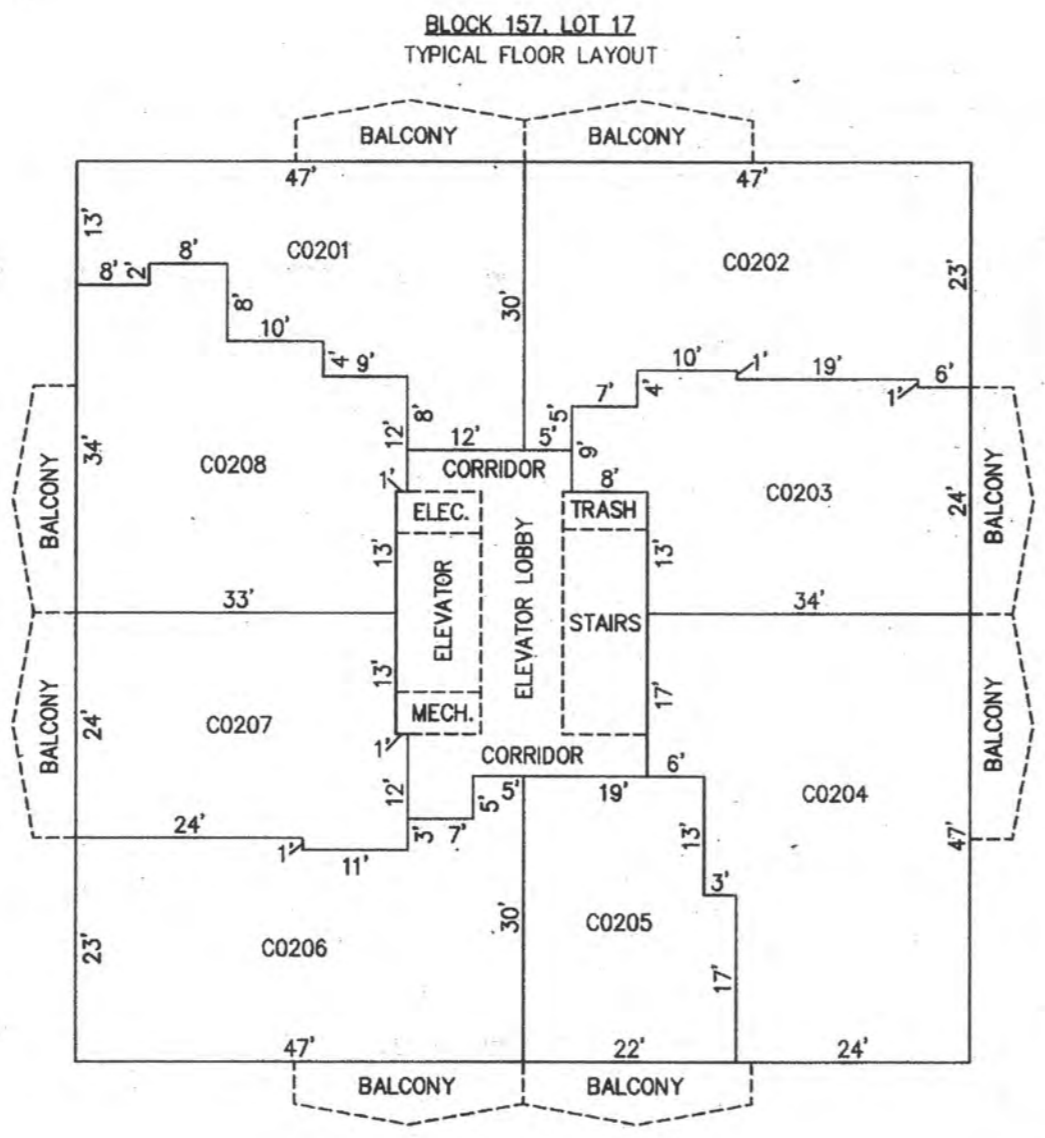 BLOCK 157, LOT 17
TYPICAL FLOOR LAYOUT
BALCONY BALCONY
47' 47'
13'
C0201 C0202
8' 2' 8' 8' 10' 4' 9' 8'
30'
23'
10' 1' 19' 1' 6'
7' 4' 5'
12' 12' 5' 9'
CORRIDOR
34'
BALCONY
C0208
1'
8'
C0203
24'
BALCONY
ELEC.
TRASH
13'
ELEVATOR
ELEVATOR LOBBY
13'
STAIRS
33' 34'
13'
17'
BALCONY
24'
C0207
MECH.
1'
BALCONY
CORRIDOR
6'
12'
5' 5'
19'
C0204
24'
1' 11'
3' 7'
13'
47'
3'
C0205
30'
23'
C0206
17'
47' 22' 24'
BALCONY BALCONY